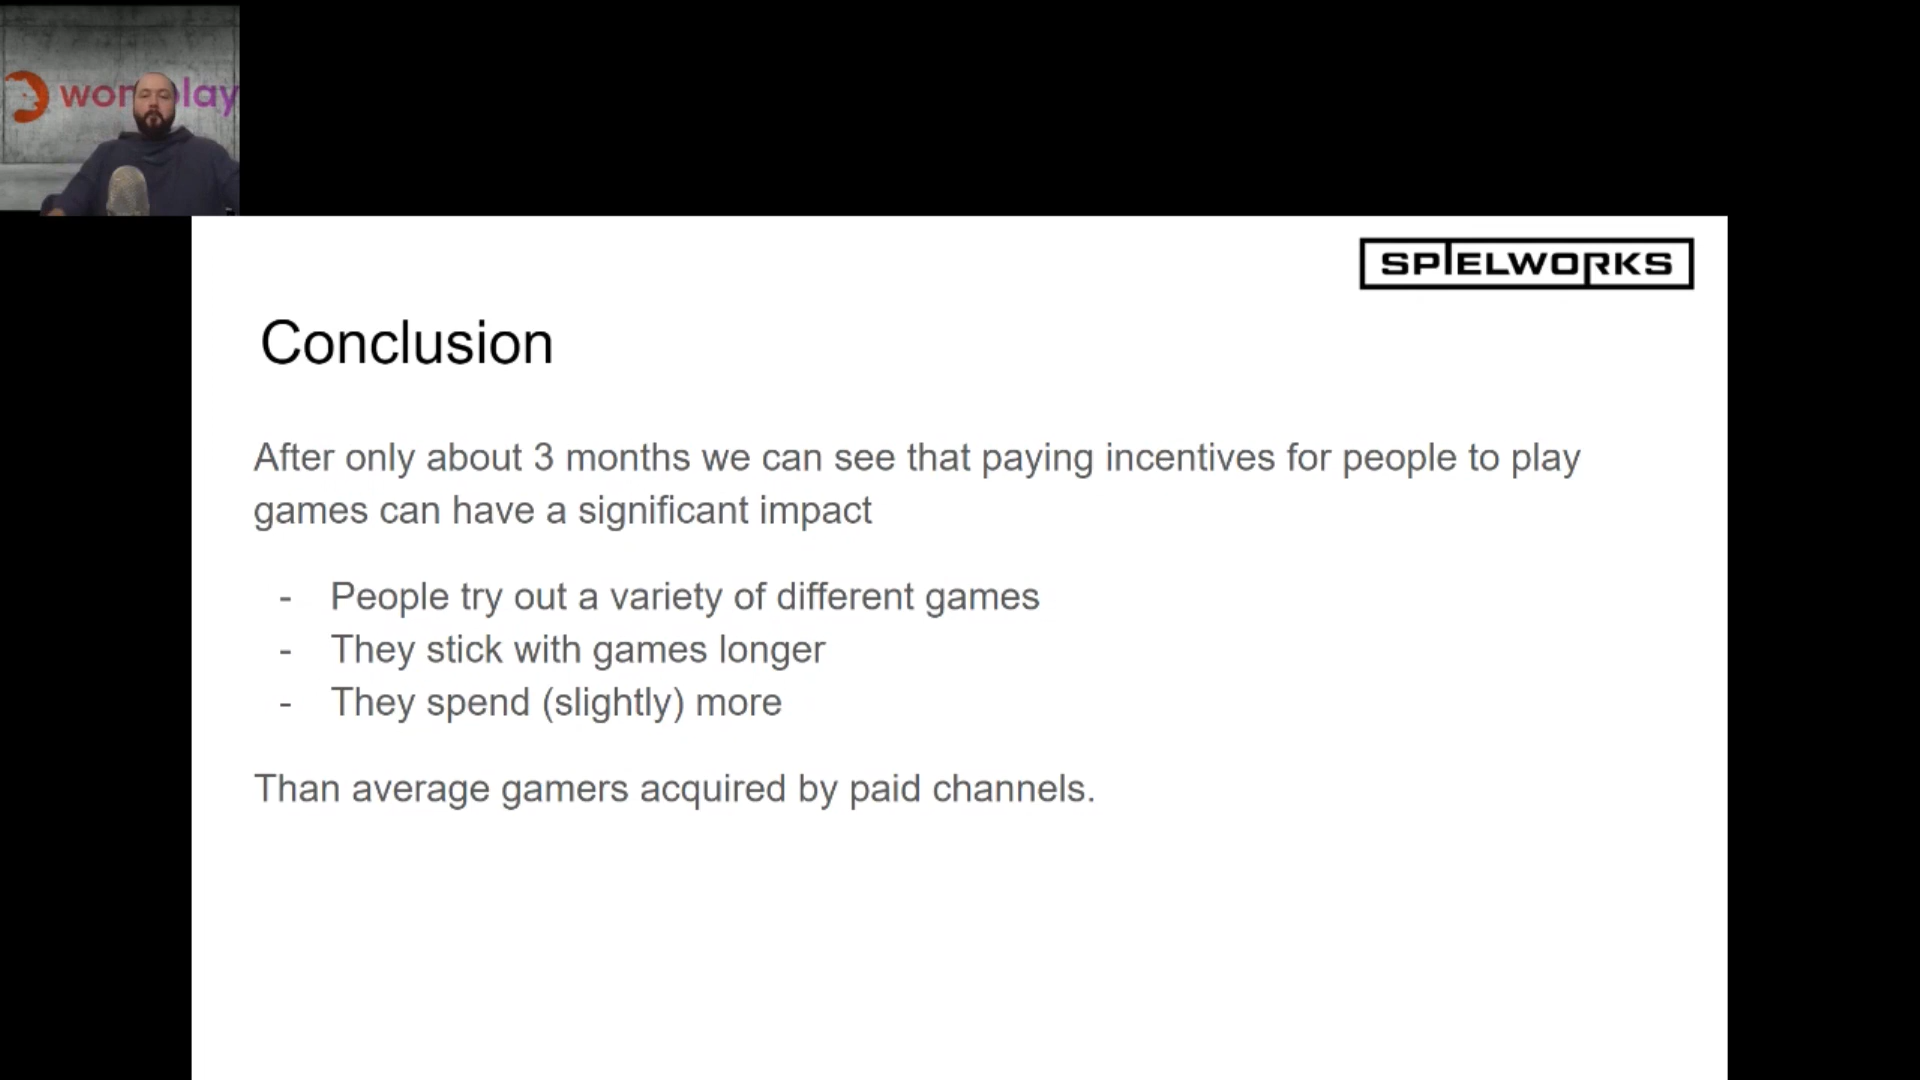 SPIELWORKS
Conclusion
After only about 3 months we can see that paying incentives for people to play
games can have a significant impact
- People try out a variety of different games
- They stick with games longer
- They spend (slightly) more
Than average gamers acquired by paid channels.